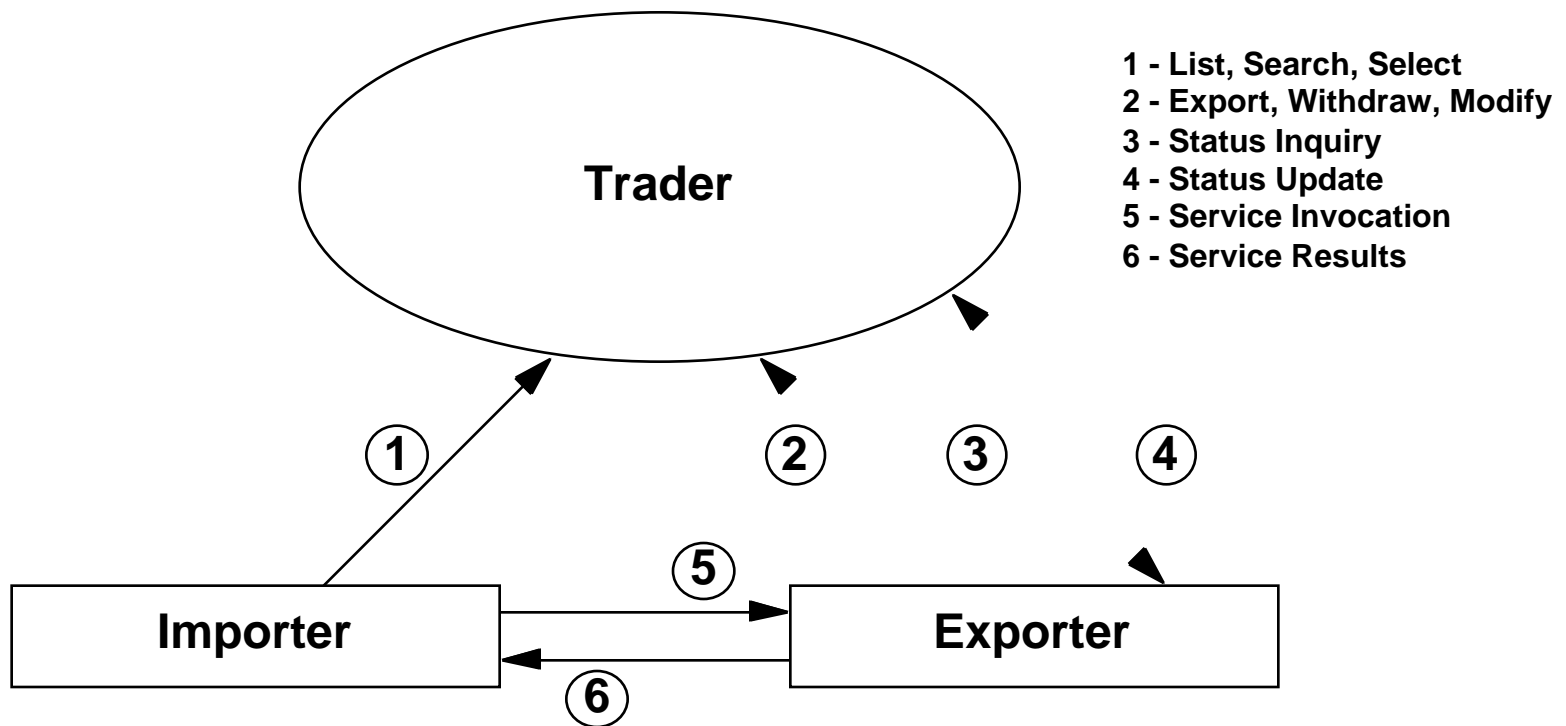 1 - List, Search, Select
2 - Export, Withdraw, Modify
3 - Status Inquiry
4 - Status Update
5 - Service Invocation
6 - Service Results
Trader
1
2
3
4
5
Importer
Exporter
6